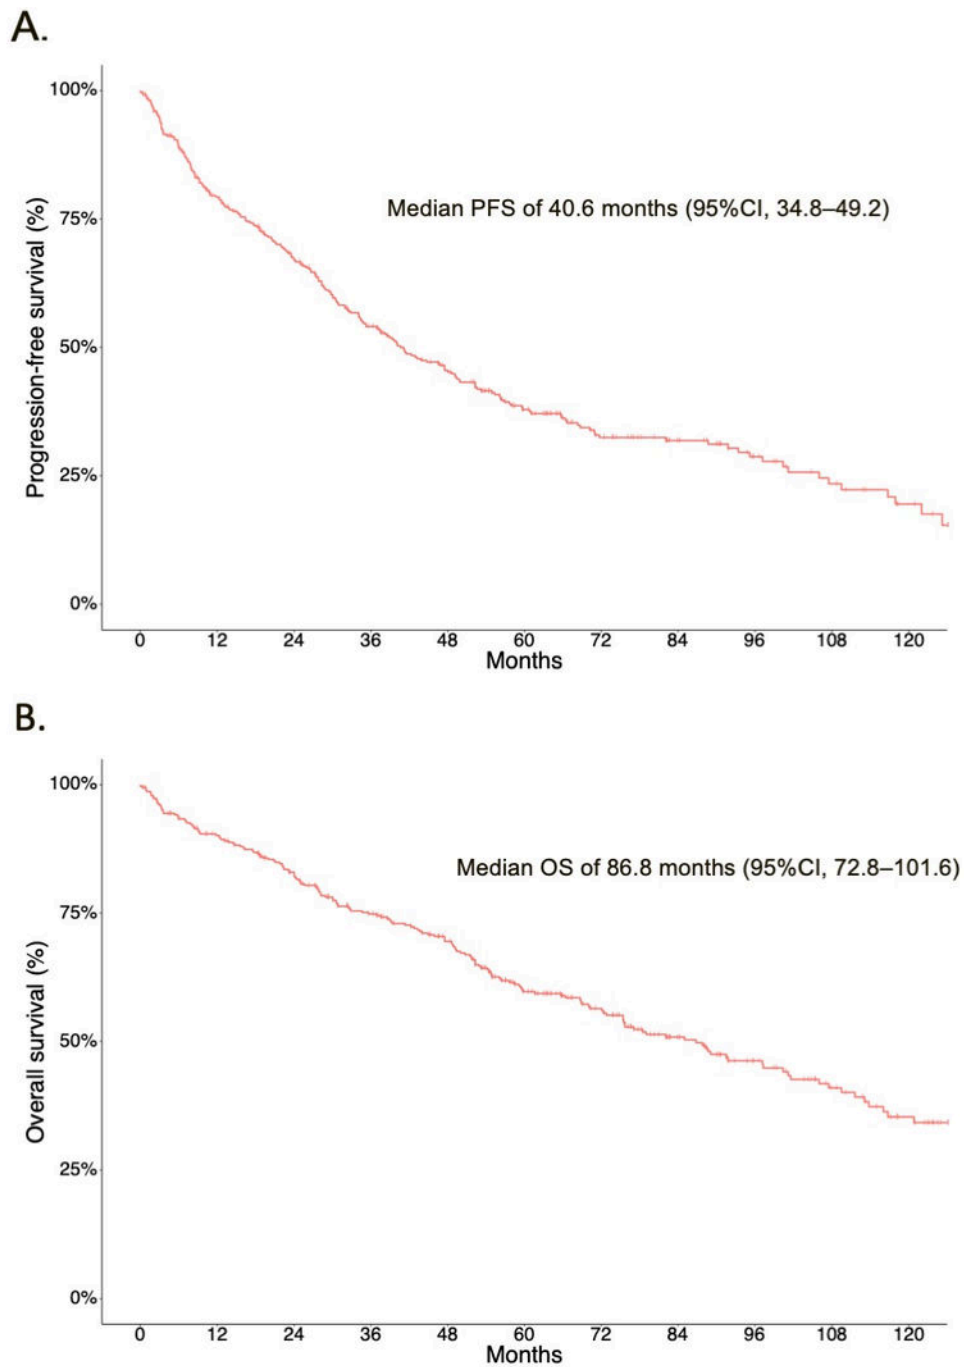 A.
Progression-free survival (%)
100%
75%
50%
25%
0%
Median PFS of 40.6 months (95%CI, 34.8–49.2)
0 12 24 36 48 60 72 84 96 108 120
Months
B.
Overall survival (%)
100%
75%
50%
25%
0%
Median OS of 86.8 months (95%CI, 72.8–101.6)
0 12 24 36 48 60 72 84 96 108 120
Months